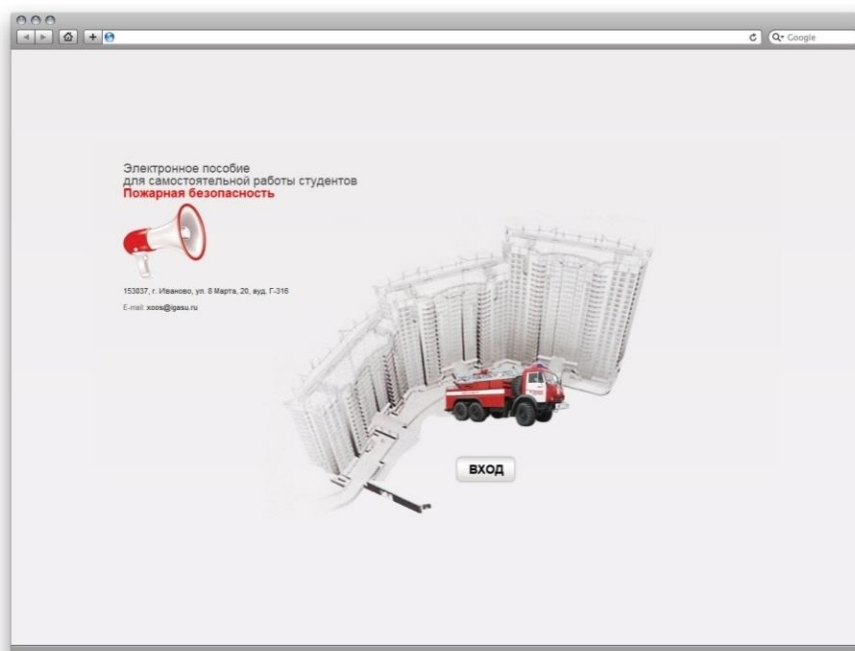 Google
Электронное пособие
для самостоятельной работы студентов
Пожарная безопасность
153037, г. Иваново, ул. 8 Марта, 20, ауд. Г-316
E-mail: xoos@igasu.ru
ВХОД